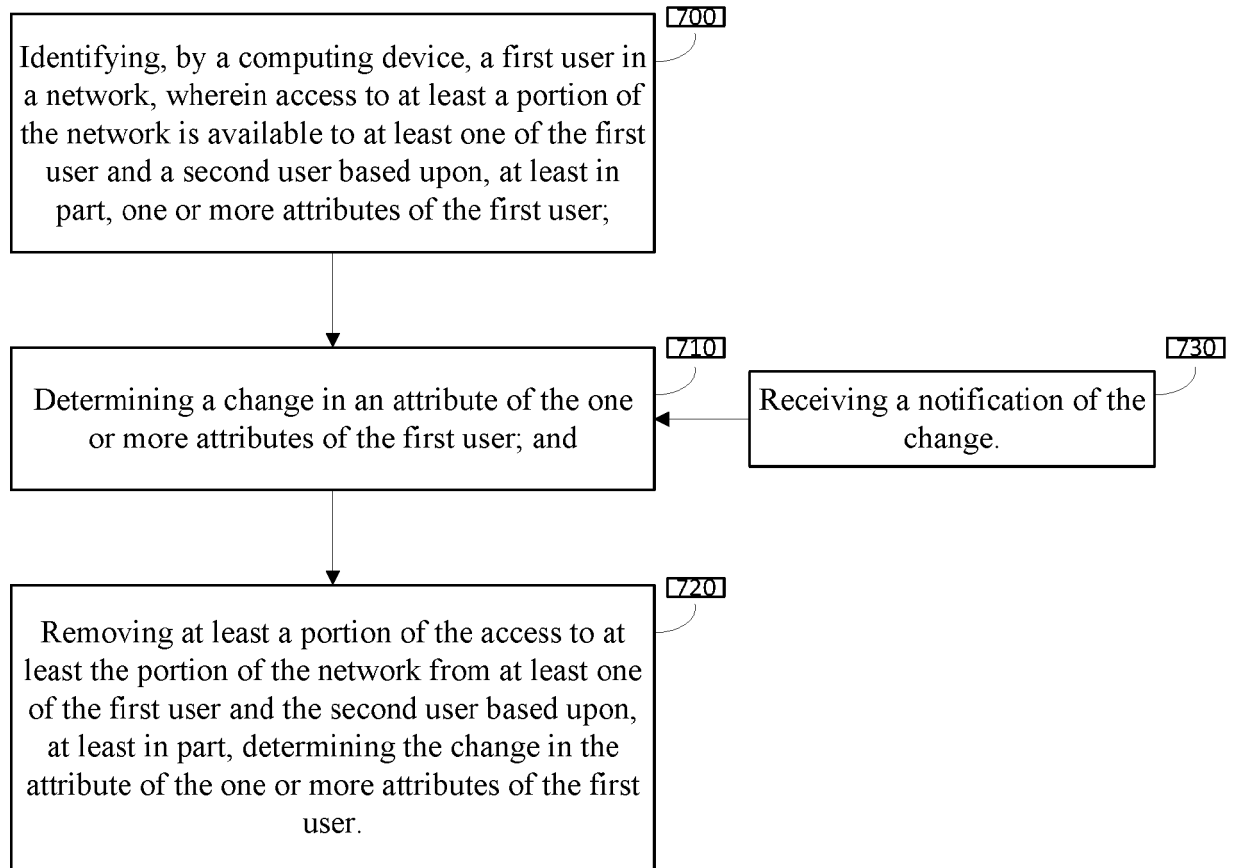 700
Identifying, by a computing device, a first user in
a network, wherein access to at least a portion of
the network is available to at least one of the first
user and a second user based upon, at least in
part, one or more attributes of the first user;
710
Determining a change in an attribute of the one
or more attributes of the first user; and
730
Receiving a notification of the
change.
720
Removing at least a portion of the access to at
least the portion of the network from at least one
of the first user and the second user based upon,
at least in part, determining the change in the
attribute of the one or more attributes of the first
user.